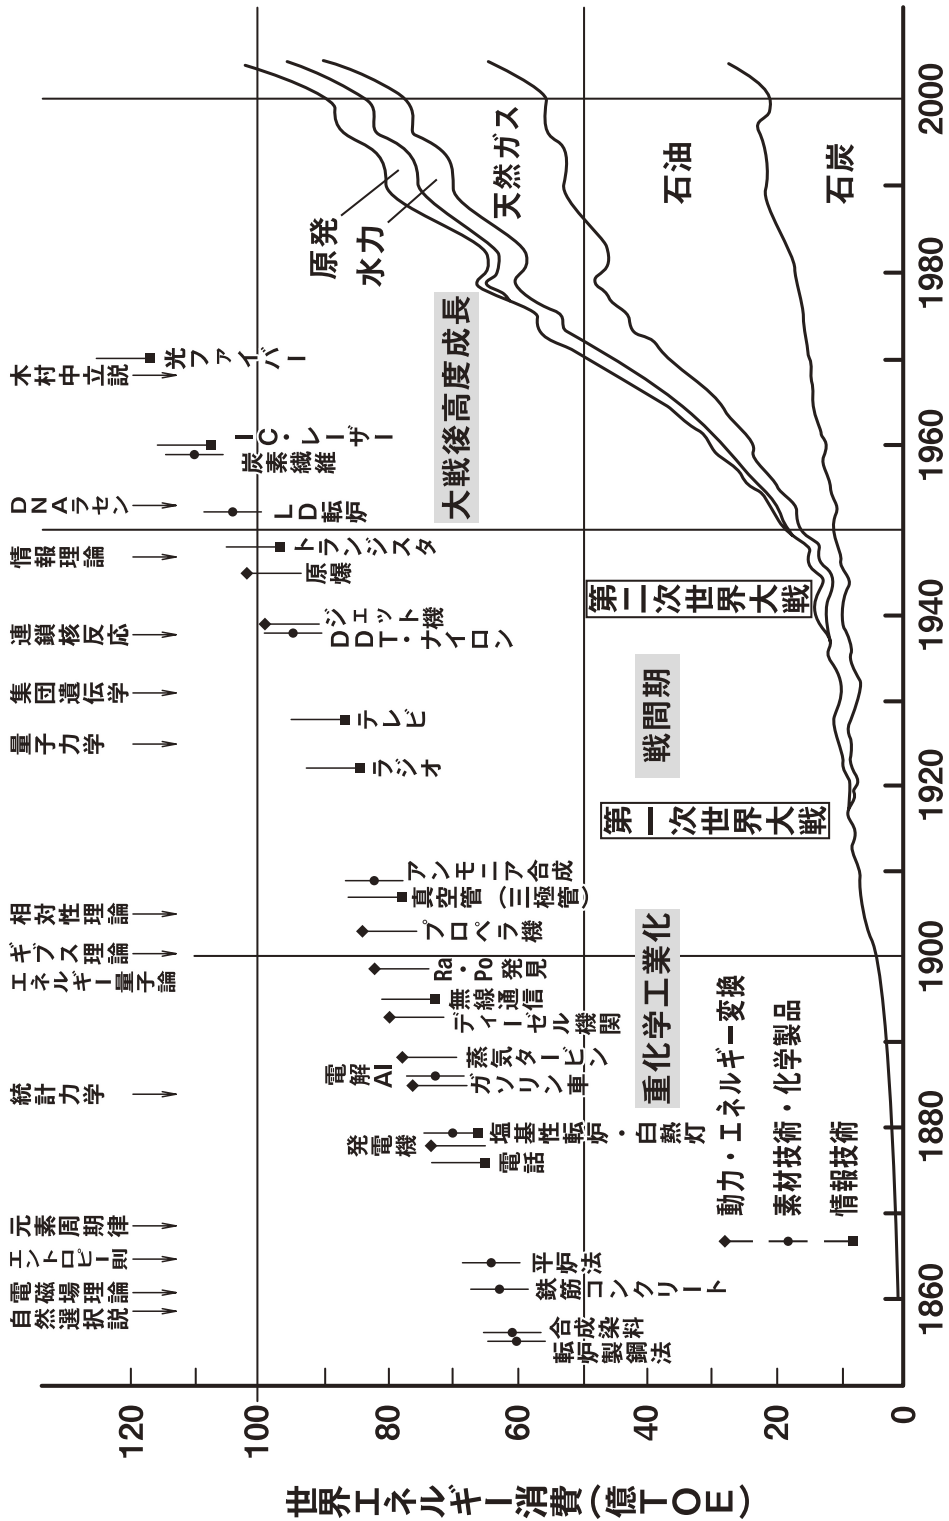 世界エネルギー消費(億TOE)
120
100
80
60
40
20
0
1860
1880
1900
1920
1940
1960
1980
2000
自然選択説
電磁場理論
エントロピー則
元素周期律
統計力学
エネルギー量子論
ギブス理論
相対性理論
量子力学
集団遺伝学
連鎖核反応
情報理論
DNAラセン
木村中立説
転炉製鋼法
合成染料
鉄筋コンクリート
平炉法
電話
発電機
塩基性転炉・白熱灯
ガソリン車
電解Al
蒸気タービン
ディーゼル機関
無線通信
Ra・Po発見
プロペラ機
真空管(三極管)
アンモニア合成
ラジオ
テレビ
DDT・ナイロン
ジェット機
原爆
トランジスタ
LD転炉
炭素繊維
IC・レーザー
光ファイバー
重化学工業化
第一次世界大戦
戦間期
第二次世界大戦
大戦後高度成長
原発
水力
天然ガス
石油
石炭
動力・エネルギー変換
素材技術・化学製品
情報技術